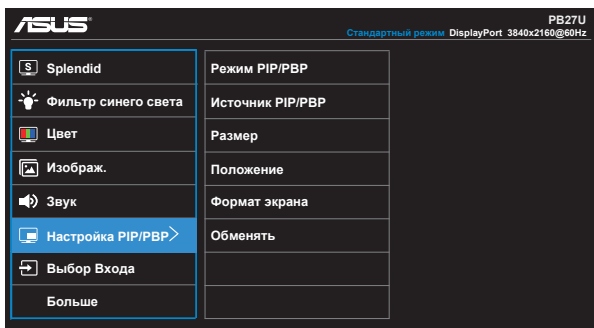 ASUS
PB27U
Стандартный режим DisplayPort 3840x2160@60Hz
S Splendid
Фильтр синего света
Цвет
Изображ.
Звук
Настройка PIP/PBP
Выбор Входа
Больше
Режим PIP/PBP
Источник PIP/PBP
Размер
Положение
Формат экрана
Обменять